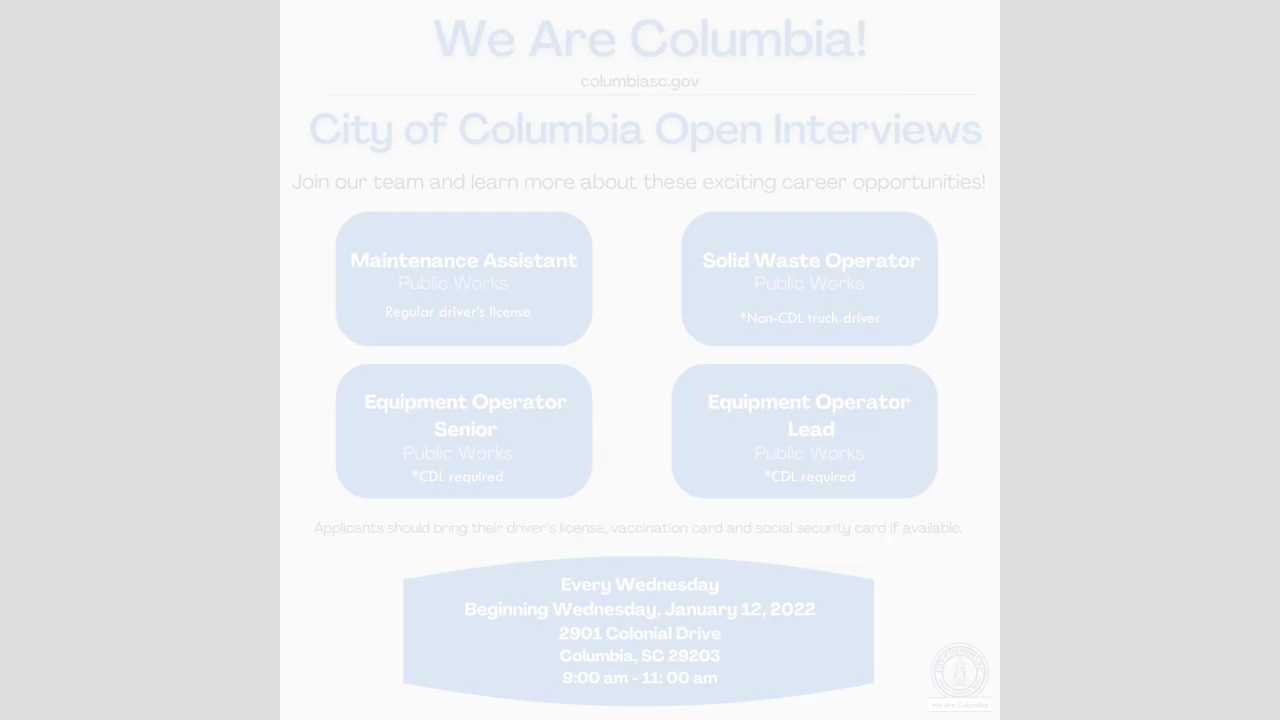 We Are Columbia!
columbiasc.gov
City of Columbia Open Interviews
Join our team and learn more about these exciting career opportunities!
Maintenance Assistant
Public Works
Regular driver's license
Solid Waste Operator
Public Works
*Non-CDL truck driver
Equipment Operator
Senior
Public Works
*CDL required
Equipment Operator
Lead
Public Works
*CDL required
Applicants should bring their driver's license, vaccination card and social security card if available.
Every Wednesday
Beginning Wednesday, January 12, 2022
2901 Colonial Drive
Columbia, SC 29203
9:00 am - 11: 00 am
We Are Columbia